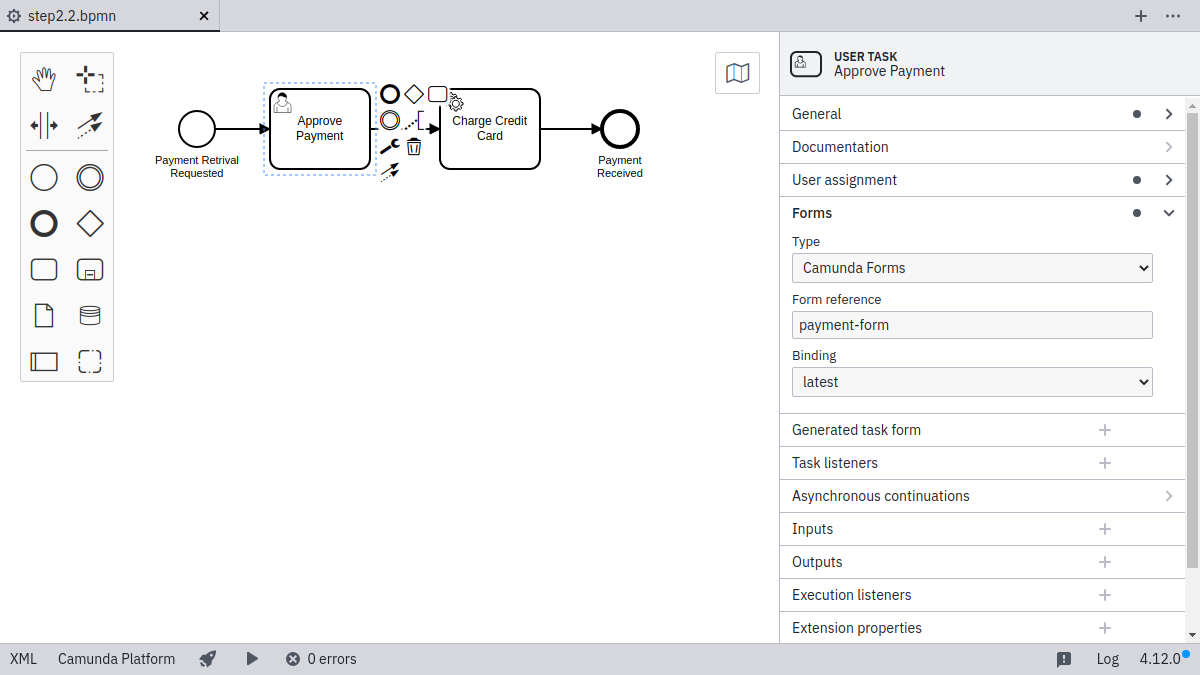 step2.2.bpmn
Payment Retrival
Requested
Approve
Payment
Charge Credit
Card
Payment
Received
USER TASK
Approve Payment
General
Documentation
User assignment
Forms
Type
Camunda Forms
Form reference
payment-form
Binding
latest
Generated task form
Task listeners
Asynchronous continuations
Inputs
Outputs
Execution listeners
Extension properties
XML Camunda Platform 0 errors Log 4.12.0